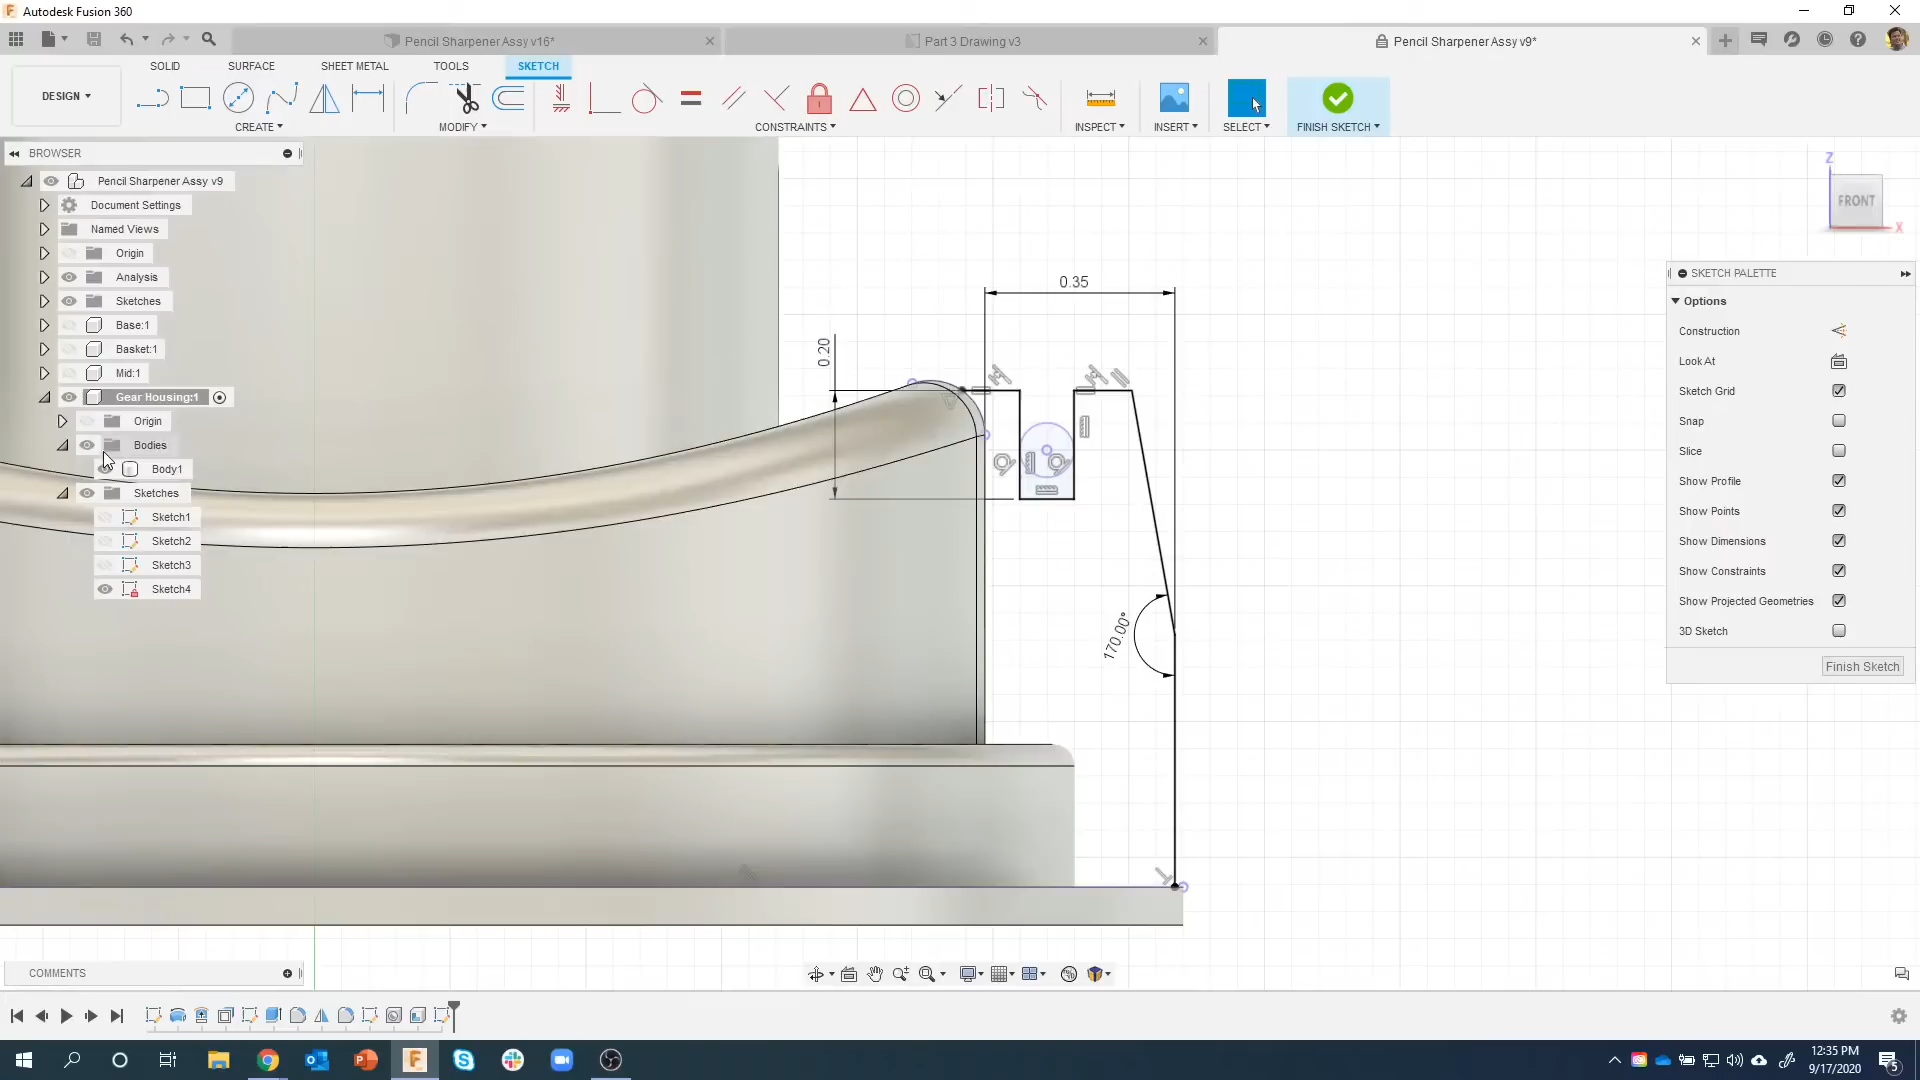 Autodesk Fusion 360
Pencil Sharpener Assy v16*
Part 3 Drawing v3
Pencil Sharpener Assy v9*
DESIGN
SOLID
SURFACE
SHEET METAL
TOOLS
SKETCH
CREATE
MODIFY
CONSTRAINTS
INSPECT
INSERT
SELECT
FINISH SKETCH
BROWSER
Pencil Sharpener Assy v9
Document Settings
Named Views
Origin
Analysis
Sketches
Base:1
Basket:1
Mid:1
Gear Housing:1
Origin
Bodies
Body1
Sketches
Sketch1
Sketch2
Sketch3
Sketch4
0.35
0.20
170.00°
Z
FRONT
X
SKETCH PALETTE
Options
Construction
Look At
Sketch Grid
Snap
Slice
Show Profile
Show Points
Show Dimensions
Show Constraints
Show Projected Geometries
3D Sketch
Finish Sketch
COMMENTS
12:35 PM
9/17/2020
5